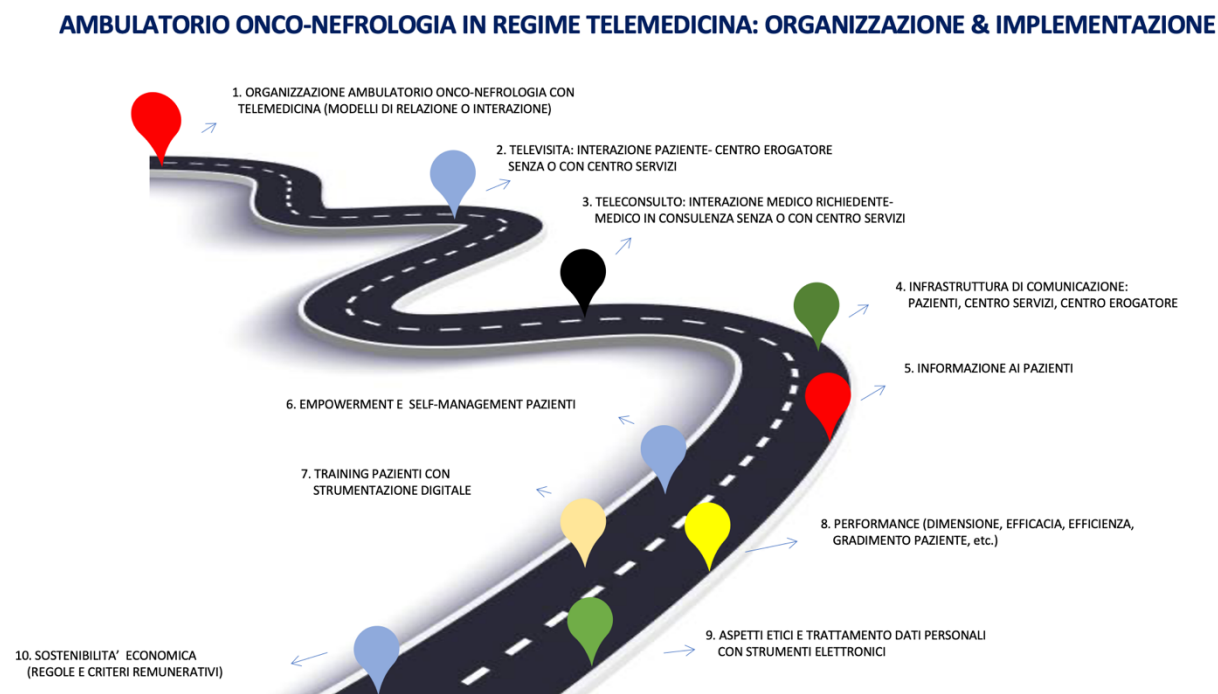 AMBULATORIO ONCO-NEFROLOGIA IN REGIME TELEMEDICINA: ORGANIZZAZIONE & IMPLEMENTAZIONE
1. ORGANIZZAZIONE AMBULATORIO ONCO-NEFROLOGIA CON
TELEMEDICINA (MODELLI DI RELAZIONE O INTERAZIONE)
2. TELEVISITA: INTERAZIONE PAZIENTE- CENTRO EROGATORE
SENZA O CON CENTRO SERVIZI
3. TELECONSULTO: INTERAZIONE MEDICO RICHIEDENTE-
MEDICO IN CONSULENZA SENZA O CON CENTRO SERVIZI
4. INFRASTRUTTURA DI COMUNICAZIONE:
PAZIENTI, CENTRO SERVIZI, CENTRO EROGATORE
5. INFORMAZIONE AI PAZIENTI
6. EMPOWERMENT E SELF-MANAGEMENT PAZIENTI
7. TRAINING PAZIENTI CON
STRUMENTAZIONE DIGITALE
8. PERFORMANCE (DIMENSIONE, EFFICACIA, EFFICIENZA,
GRADIMENTO PAZIENTE, etc.)
9. ASPETTI ETICI E TRATTAMENTO DATI PERSONALI
CON STRUMENTI ELETTRONICI
10. SOSTENIBILITA’ ECONOMICA
(REGOLE E CRITERI REMUNERATIVI)